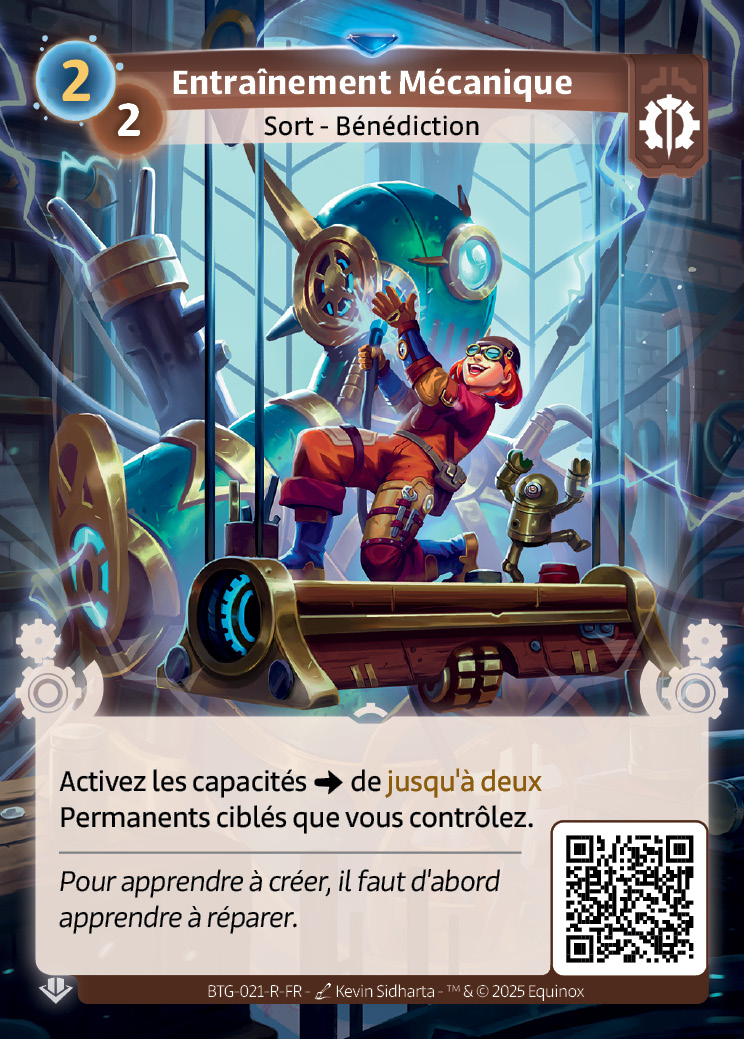 2
Entraînement Mécanique
2
Sort - Bénédiction
Activez les capacités ➡ de jusqu'à deux
Permanents ciblés que vous contrôlez.
Pour apprendre à créer, il faut d'abord
apprendre à réparer.
BTG-021-R-FR - Kevin Sidharta - ™ & © 2025 Equinox